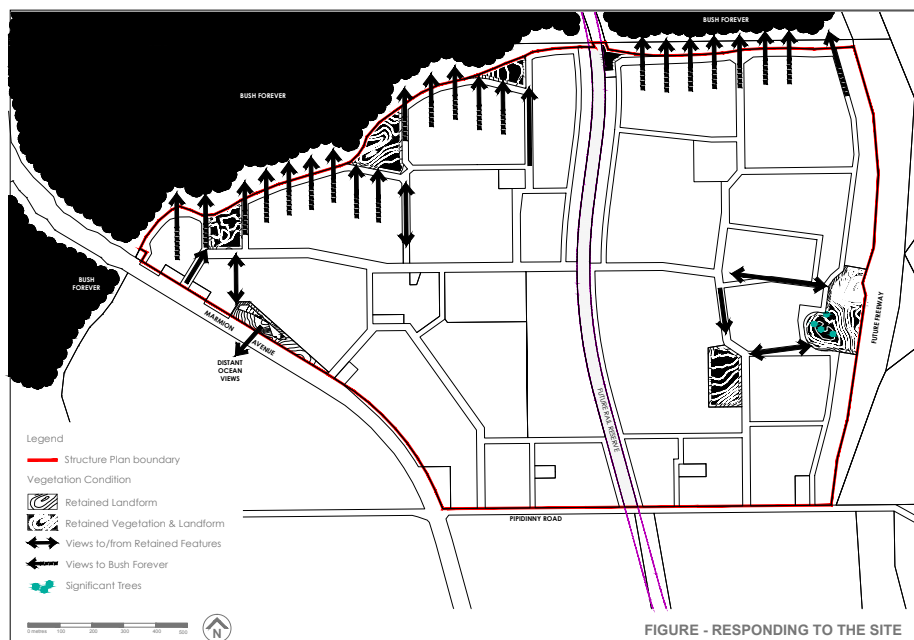 BUSH FOREVER
BUSH FOREVER
BUSH
FOREVER
MARMION
AVENUE
DISTANT
OCEAN
VIEWS
FUTURE RAIL RESERVE
FUTURE FREEWAY
PIPIDINNY ROAD
Legend
Structure Plan boundary
Vegetation Condition
Retained Landform
Retained Vegetation & Landform
Views to/from Retained Features
Views to Bush Forever
Significant Trees
0 metres 100 200 300 400 500
N
FIGURE - RESPONDING TO THE SITE